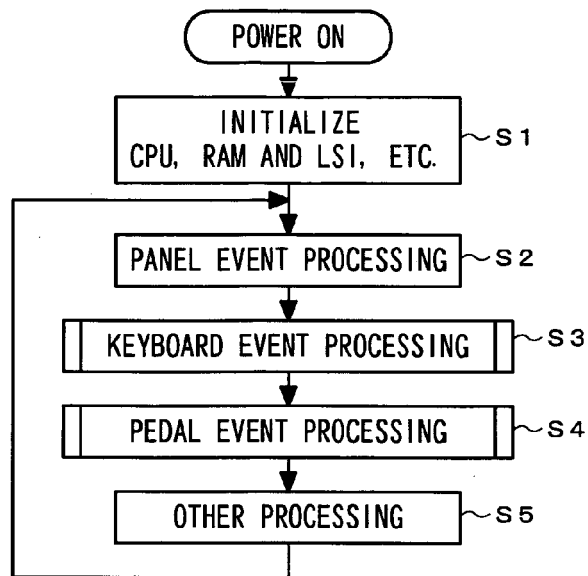 POWER ON
INITIALIZE
CPU, RAM AND LSI, ETC.
S1
PANEL EVENT PROCESSING
S2
KEYBOARD EVENT PROCESSING
S3
PEDAL EVENT PROCESSING
S4
OTHER PROCESSING
S5